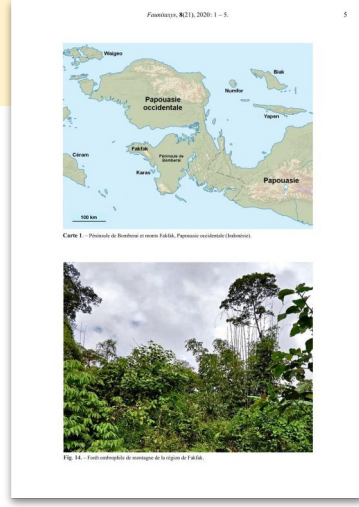 Faunitaxys, 8(21), 2020: 1 – 5.
5
Waigeo
Biak
Numfor
Papouasie
occidentale
Yapen
Céram
Fakfak
Péninsule de
Bomberai
Karas
Papouasie
100 km
Carte 1. – Péninsule de Bomberai et monts Fakfak, Papouasie occidentale (Indonésie).
Fig. 14. – Forêt ombrophile de montagne de la région de Fakfak.